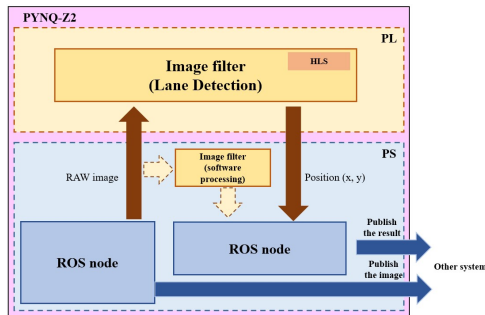 PYNQ-Z2
PL
Image filter
(Lane Detection)
HLS
PS
RAW image
Image filter
(software
processing)
Position (x, y)
ROS node
ROS node
Publish
the result
Publish
the image
Other system